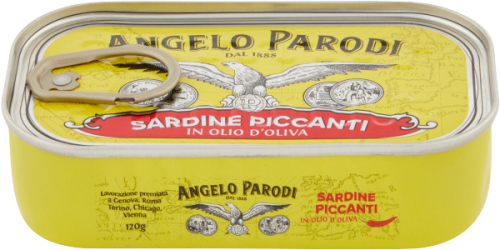 ANGELO PARODI
DAL 1888
SARDINE PICCANTI
IN OLIO D'OLIVA
Lavorazione premiata
a Genova, Roma
Torino, Chicago,
Vienna
120g
ANGELO PARODI
DAL 1888
SARDINE
PICCANTI
IN OLIO D'OLIVA